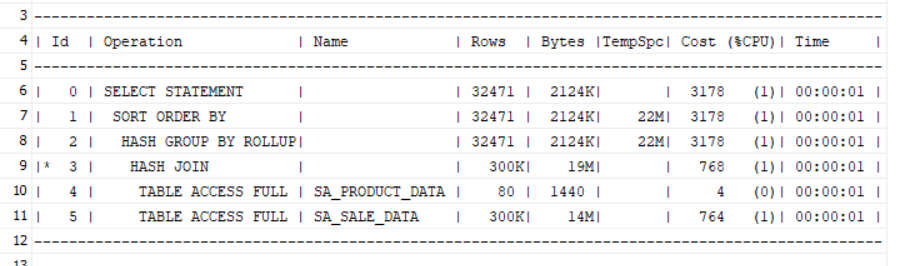 3 --------------------------------------------------------------------------------------------------
4 | Id  | Operation             | Name            | Rows  | Bytes |TempSpc| Cost (%CPU)| Time     |
5 --------------------------------------------------------------------------------------------------
6 |   0 | SELECT STATEMENT      |                 | 32471 |  2124K|       |  3178   (1)| 00:00:01 |
7 |   1 |  SORT ORDER BY        |                 | 32471 |  2124K|    22M|  3178   (1)| 00:00:01 |
8 |   2 |   HASH GROUP BY ROLLUP|                 | 32471 |  2124K|    22M|  3178   (1)| 00:00:01 |
9 |*  3 |    HASH JOIN          |                 |   300K|    19M|       |   768   (1)| 00:00:01 |
10 |   4 |     TABLE ACCESS FULL | SA_PRODUCT_DATA |    80 |  1440 |       |     4   (0)| 00:00:01 |
11 |   5 |     TABLE ACCESS FULL | SA_SALE_DATA    |   300K|    14M|       |   764   (1)| 00:00:01 |
12 --------------------------------------------------------------------------------------------------
13